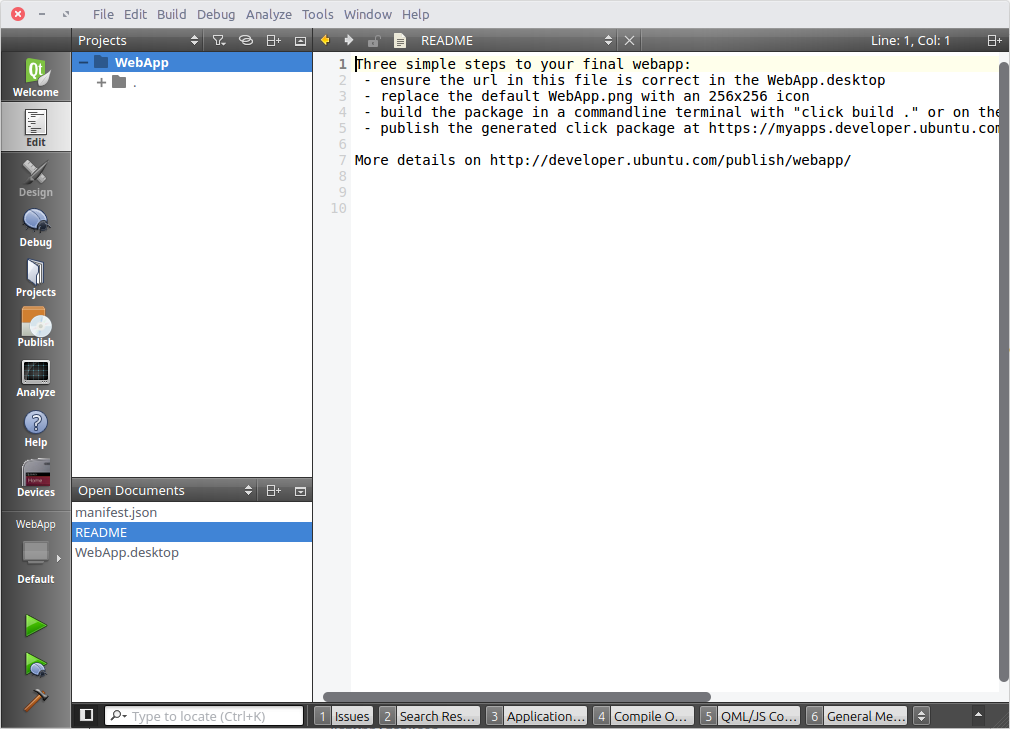 File Edit Build Debug Analyze Tools Window Help
Projects
README
Line: 1, Col: 1
Welcome
Edit
Design
Debug
Projects
Publish
Analyze
Help
Devices
WebApp
Default
WebApp
.
1 Three simple steps to your final webapp:
2 - ensure the url in this file is correct in the WebApp.desktop
3 - replace the default WebApp.png with an 256x256 icon
4 - build the package in a commandline terminal with "click build ." or on the
5 - publish the generated click package at https://myapps.developer.ubuntu.com
6
7 More details on http://developer.ubuntu.com/publish/webapp/
8
9
10
Open Documents
manifest.json
README
WebApp.desktop
Type to locate (Ctrl+K)
1 Issues
2 Search Res...
3 Application...
4 Compile O...
5 QML/JS Co...
6 General Me...